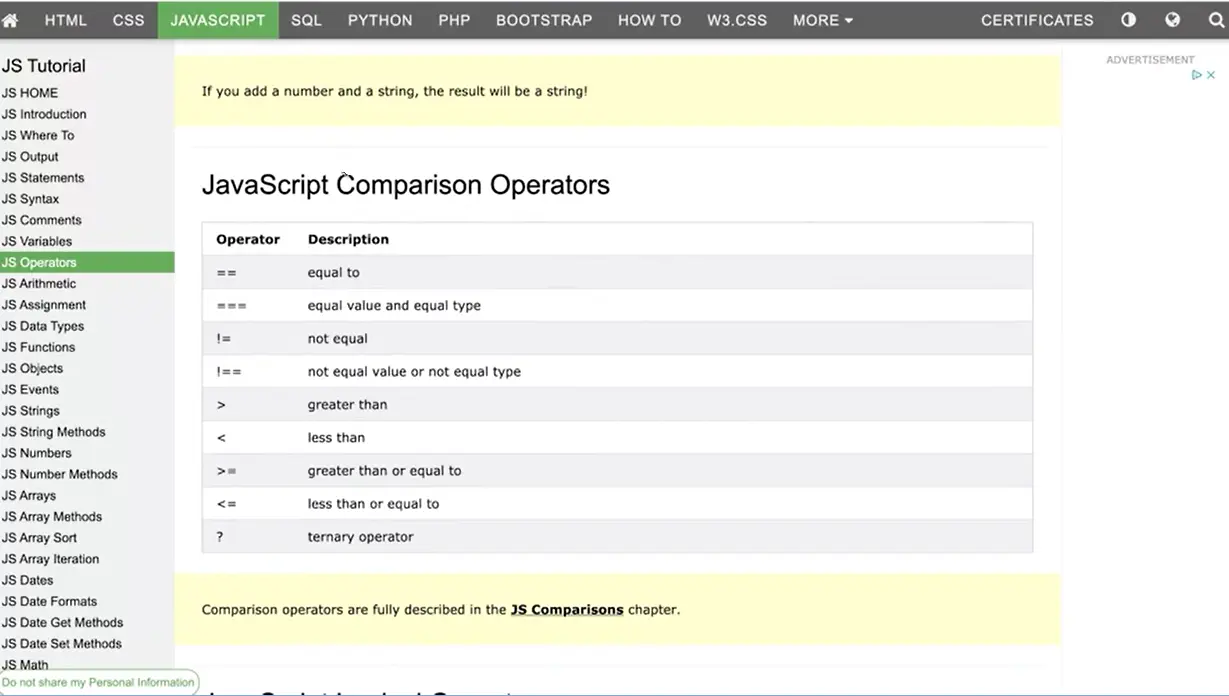 HTML CSS JAVASCRIPT SQL PYTHON PHP BOOTSTRAP HOW TO W3.CSS MORE CERTIFICATES
JS Tutorial
JS HOME
JS Introduction
JS Where To
JS Output
JS Statements
JS Syntax
JS Comments
JS Variables
JS Operators
JS Arithmetic
JS Assignment
JS Data Types
JS Functions
JS Objects
JS Events
JS Strings
JS String Methods
JS Numbers
JS Number Methods
JS Arrays
JS Array Methods
JS Array Sort
JS Array Iteration
JS Dates
JS Date Formats
JS Date Get Methods
JS Date Set Methods
JS Math
Do not share my Personal Information
If you add a number and a string, the result will be a string!
JavaScript Comparison Operators
Operator Description
== equal to
=== equal value and equal type
!= not equal
!== not equal value or not equal type
> greater than
< less than
>= greater than or equal to
<= less than or equal to
? ternary operator
Comparison operators are fully described in the JS Comparisons chapter.
ADVERTISEMENT